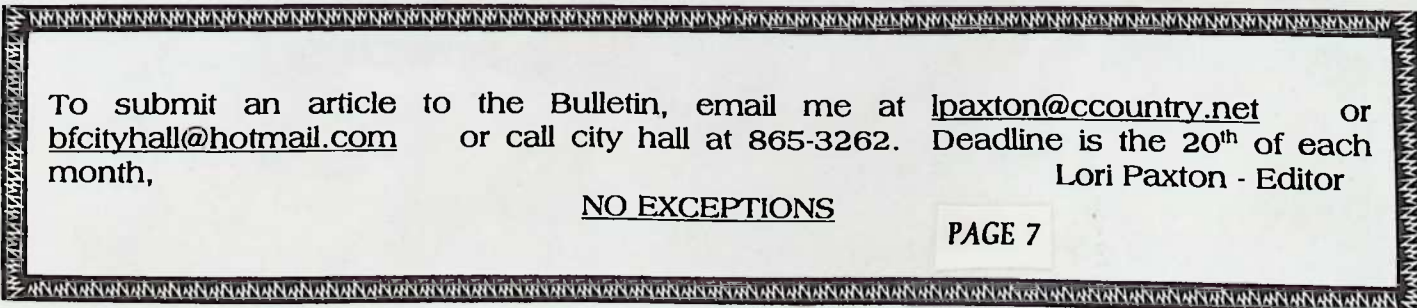 To submit an article to the Bulletin, email me at lpaxton@ccountry.net or
bfcityhall@hotmail.com or call city hall at 865-3262. Deadline is the 20th of each
month, Lori Paxton - Editor
NO EXCEPTIONS
PAGE 7